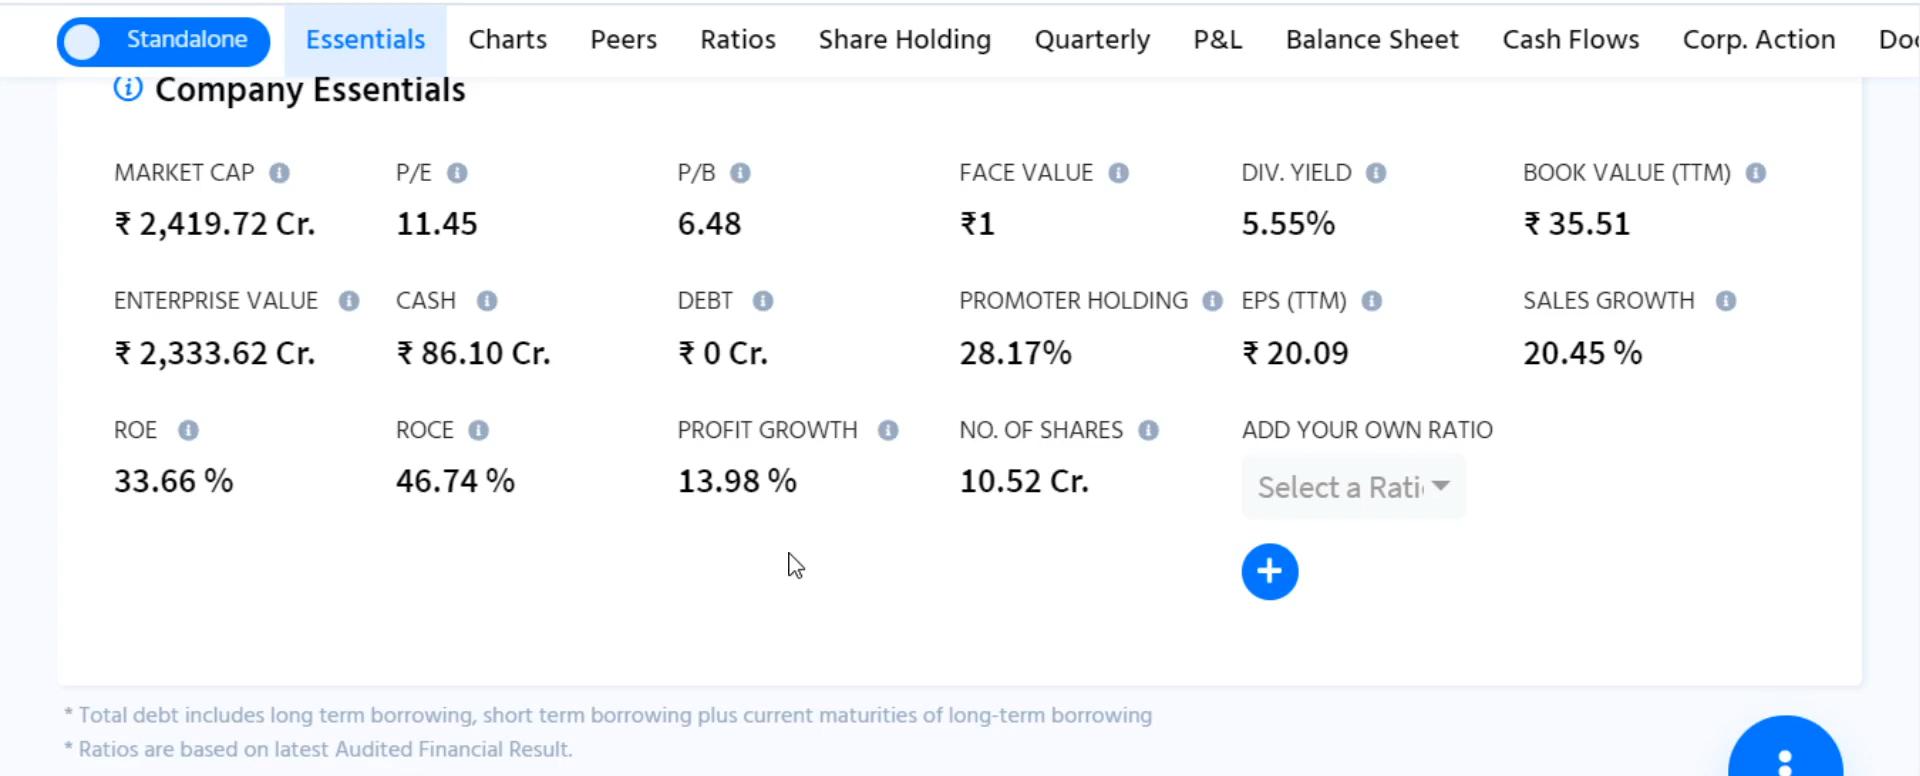 Standalone Essentials Charts Peers Ratios Share Holding Quarterly P&L Balance Sheet Cash Flows Corp. Action
Company Essentials
MARKET CAP P/E P/B FACE VALUE DIV. YIELD BOOK VALUE (TTM)
₹ 2,419.72 Cr. 11.45 6.48 ₹1 5.55% ₹ 35.51
ENTERPRISE VALUE CASH DEBT PROMOTER HOLDING EPS (TTM) SALES GROWTH
₹ 2,333.62 Cr. ₹ 86.10 Cr. ₹ 0 Cr. 28.17% ₹ 20.09 20.45 %
ROE ROCE PROFIT GROWTH NO. OF SHARES ADD YOUR OWN RATIO
33.66 % 46.74 % 13.98 % 10.52 Cr. Select a Rati
* Total debt includes long term borrowing, short term borrowing plus current maturities of long-term borrowing
* Ratios are based on latest Audited Financial Result.